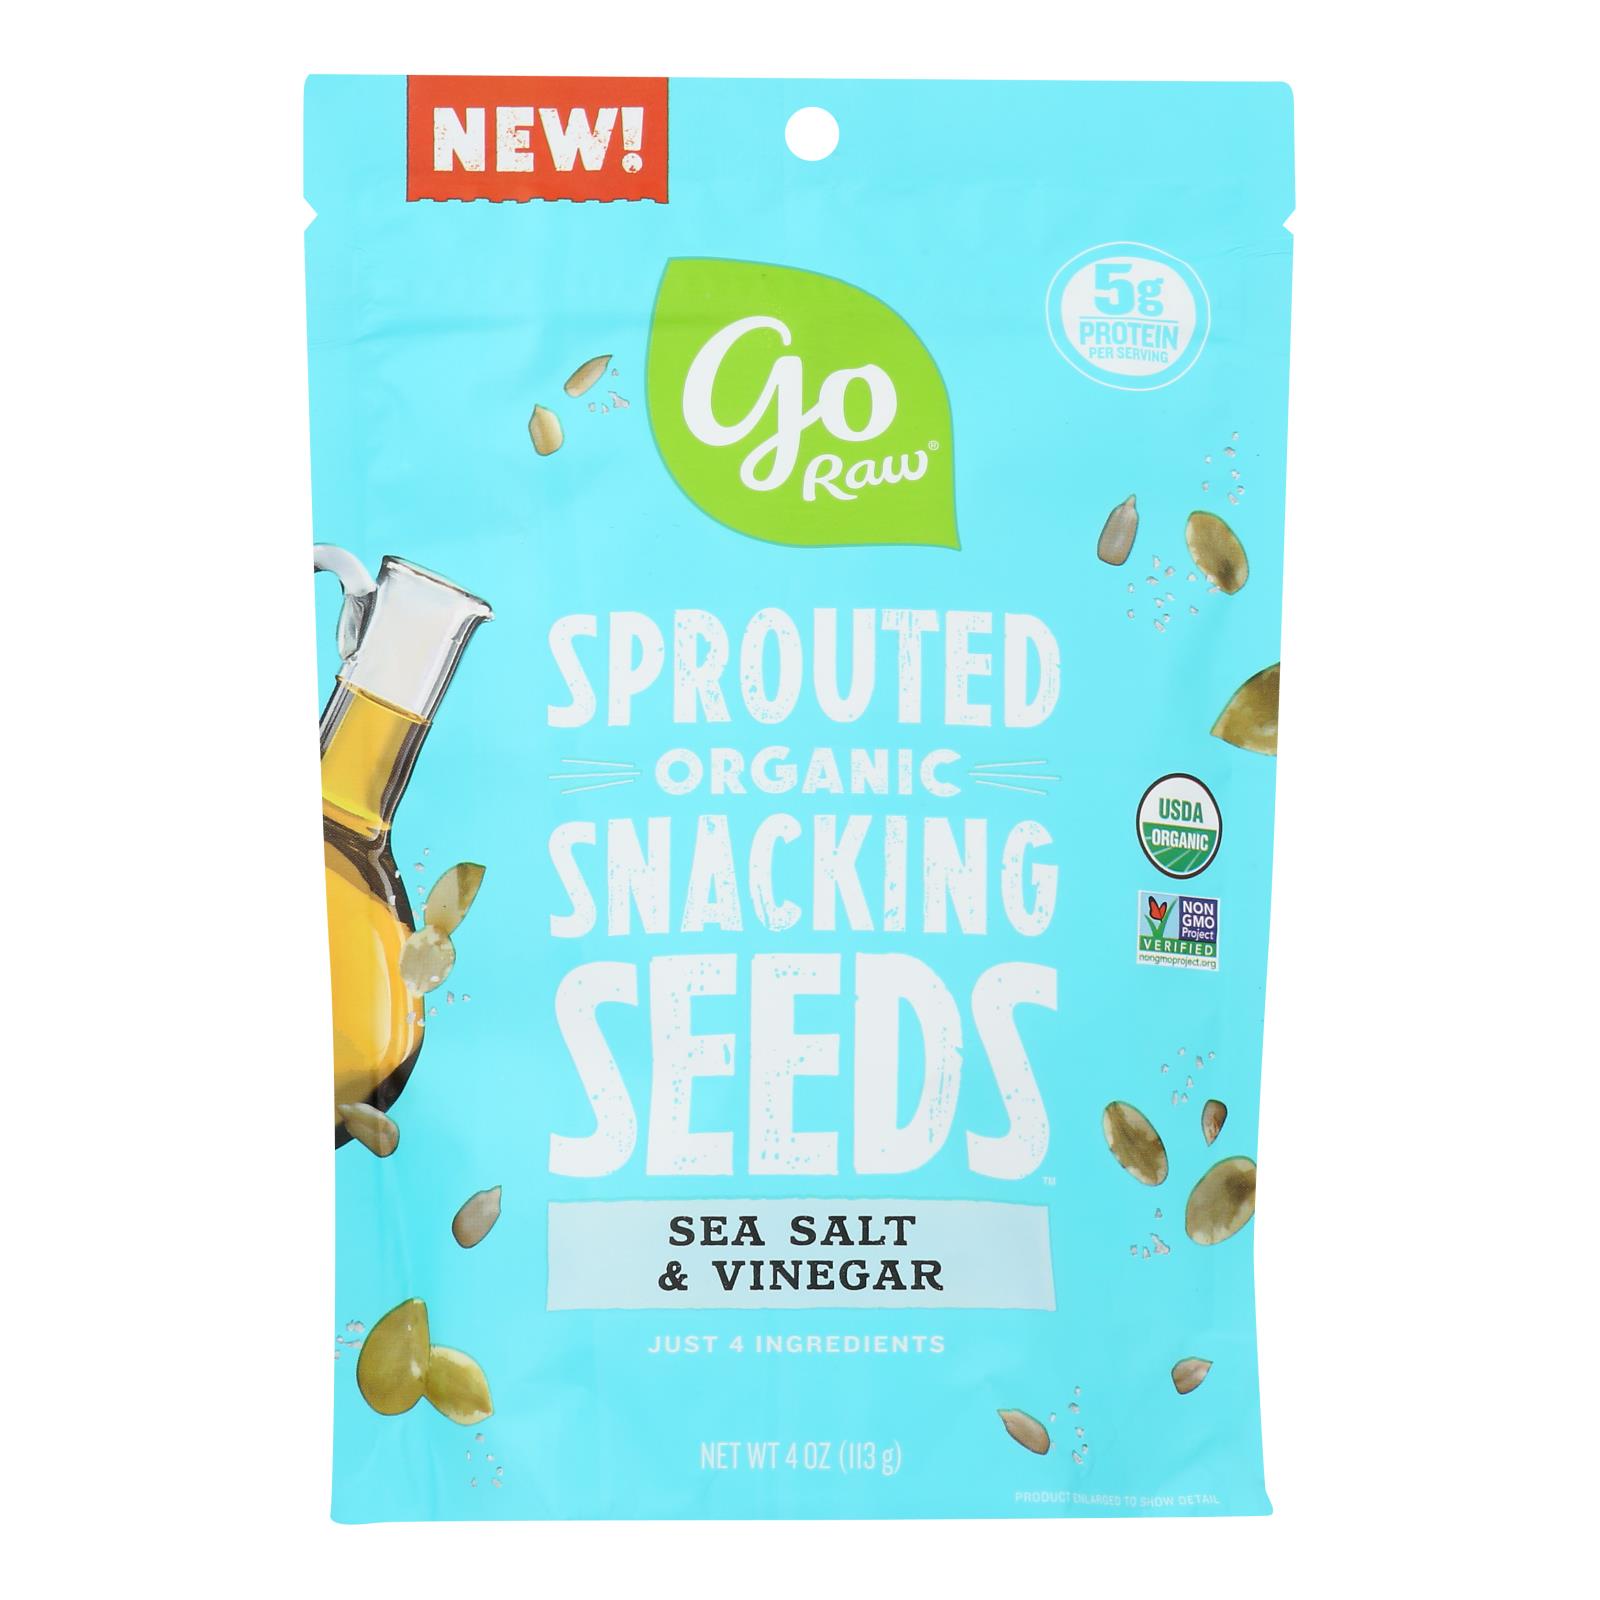 NEW!
5g
PROTEIN
PER SERVING
go
Raw®
SPROUTED
ORGANIC
SNACKING
SEEDS™
USDA
ORGANIC
NON
GMO
Project
VERIFIED
nongmoproject.org
SEA SALT
& VINEGAR
JUST 4 INGREDIENTS
NET WT 4 OZ (113 g)
PRODUCT ENLARGED TO SHOW DETAIL